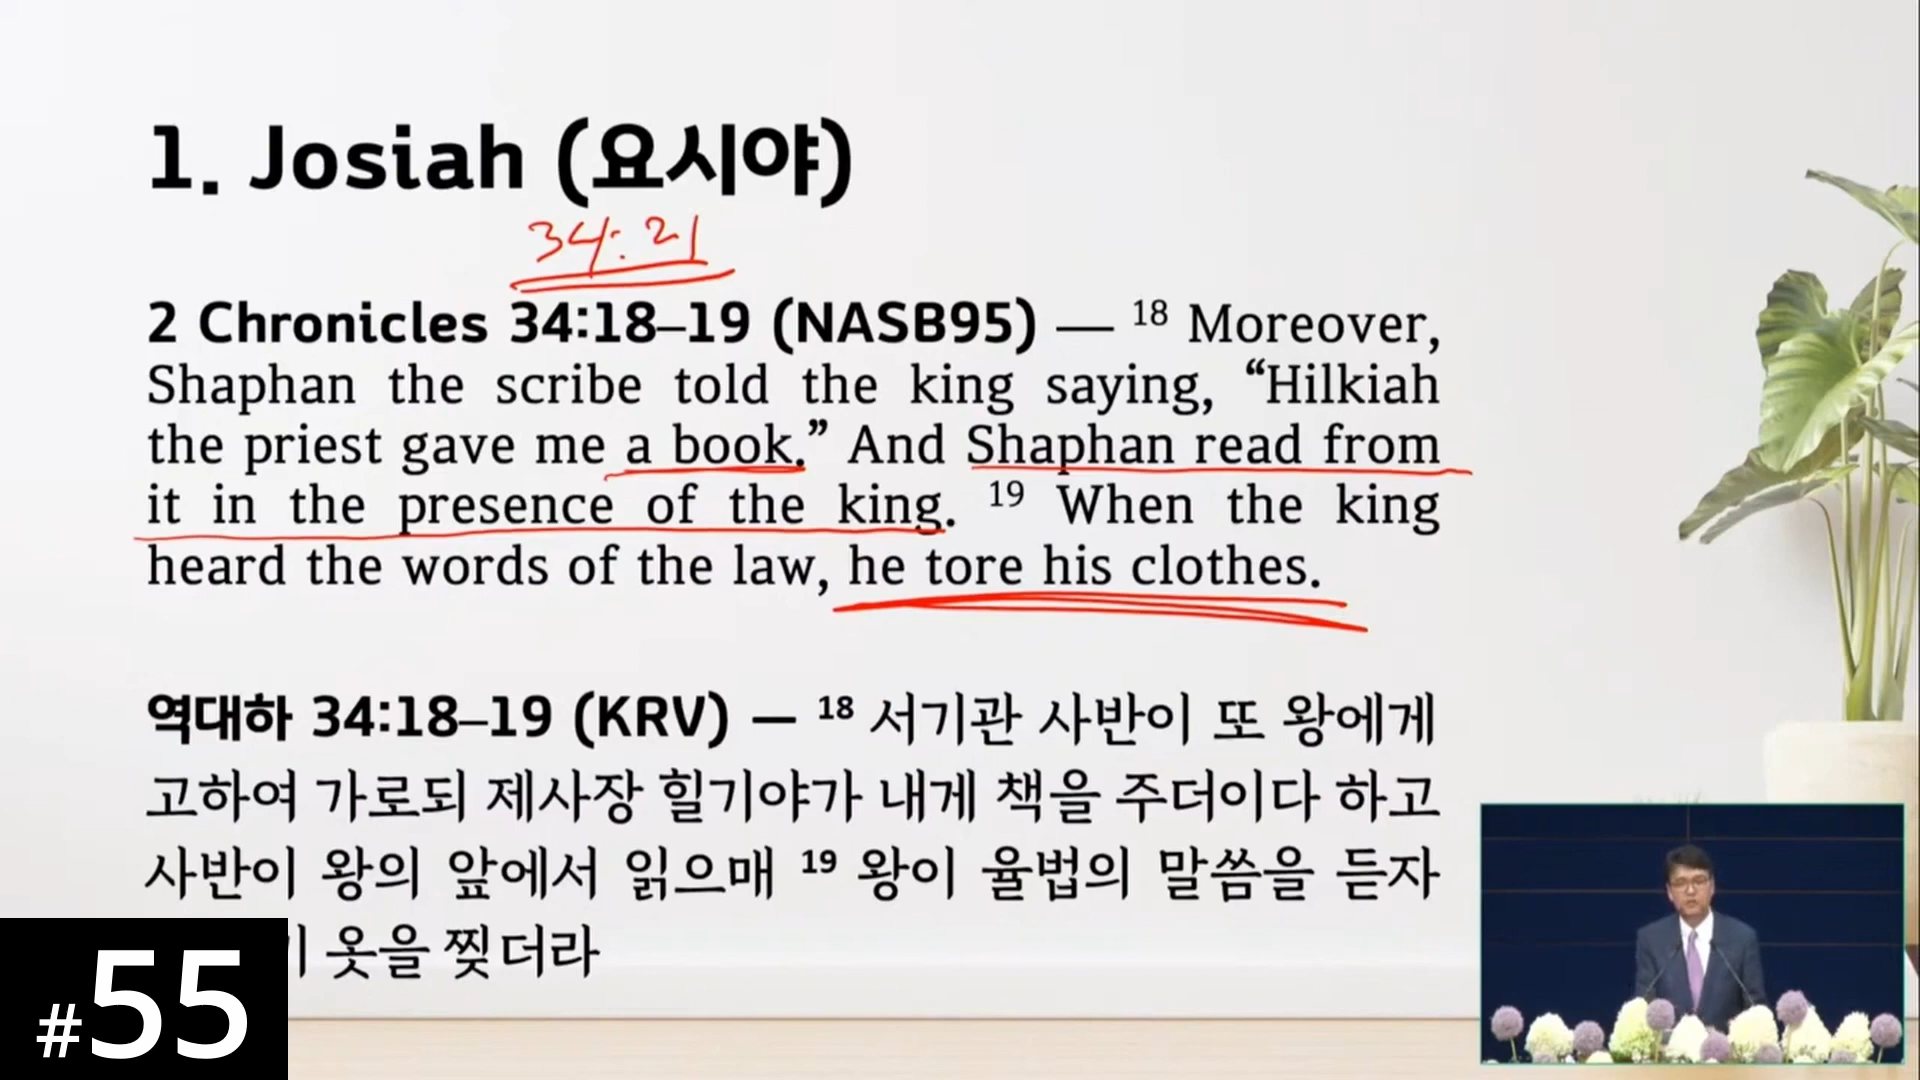 1. Josiah (요시야)
34:21
2 Chronicles 34:18–19 (NASB95) — 18 Moreover,
Shaphan the scribe told the king saying, “Hilkiah
the priest gave me a book.” And Shaphan read from
it in the presence of the king. 19 When the king
heard the words of the law, he tore his clothes.
역대하 34:18–19 (KRV) — 18 서기관 사반이 또 왕에게
고하여 가로되 제사장 힐기야가 내게 책을 주더이다 하고
사반이 왕의 앞에서 읽으매 19 왕이 율법의 말씀을 듣자
옷을 찢더라
#55